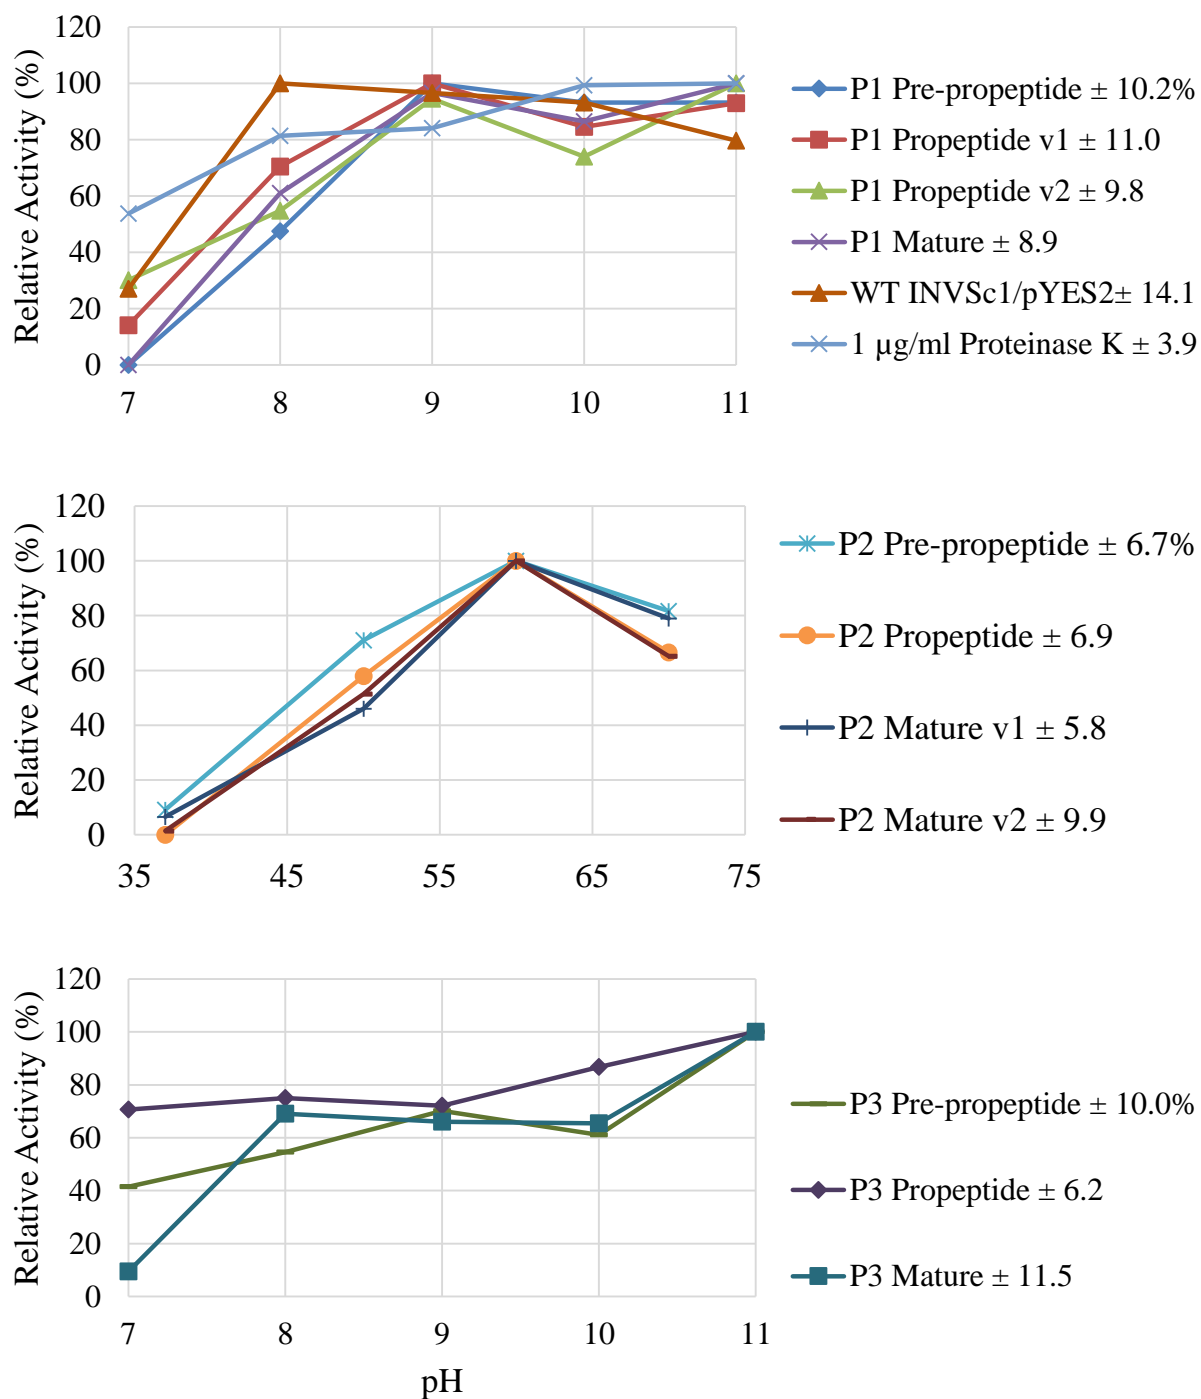 Relative Activity (%)
120
100
80
60
40
20
0
7
8
9
10
11
P1 Pre-propeptide ± 10.2%
P1 Propeptide v1 ± 11.0
P1 Propeptide v2 ± 9.8
P1 Mature ± 8.9
WT INVSc1/pYES2± 14.1
1 µg/ml Proteinase K ± 3.9
Relative Activity (%)
120
100
80
60
40
20
0
35
45
55
65
75
P2 Pre-propeptide ± 6.7%
P2 Propeptide ± 6.9
P2 Mature v1 ± 5.8
P2 Mature v2 ± 9.9
Relative Activity (%)
120
100
80
60
40
20
0
7
8
9
10
11
pH
P3 Pre-propeptide ± 10.0%
P3 Propeptide ± 6.2
P3 Mature ± 11.5